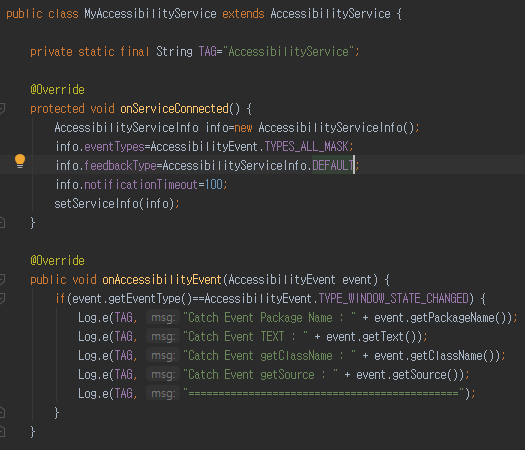 public class MyAccessibilityService extends AccessibilityService {
private static final String TAG="AccessibilityService";
@Override
protected void onServiceConnected() {
AccessibilityServiceInfo info=new AccessibilityServiceInfo();
info.eventTypes=AccessibilityEvent.TYPES_ALL_MASK;
info.feedbackType=AccessibilityServiceInfo.DEFAULT;
info.notificationTimeout=100;
setServiceInfo(info);
}
@Override
public void onAccessibilityEvent(AccessibilityEvent event) {
if(event.getEventType()==AccessibilityEvent.TYPE_WINDOW_STATE_CHANGED) {
Log.e(TAG, msg: "Catch Event Package Name : " + event.getPackageName());
Log.e(TAG, msg: "Catch Event TEXT : " + event.getText());
Log.e(TAG, msg: "Catch Event getClassName : " + event.getClassName());
Log.e(TAG, msg: "Catch Event getSource : " + event.getSource());
Log.e(TAG, msg: "=============================================");
}
}